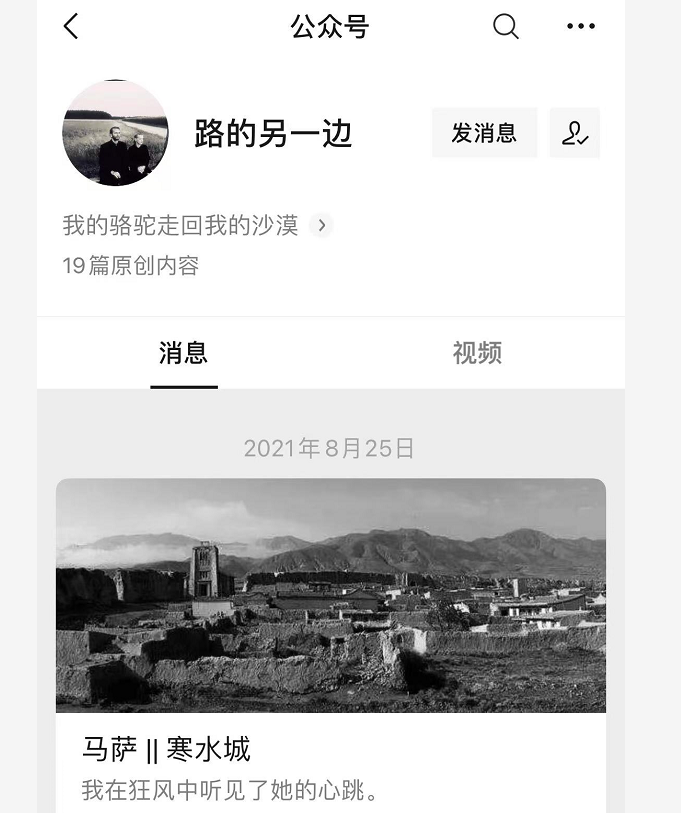 公众号
路的另一边
发消息
我的骆驼走回我的沙漠
19篇原创内容
消息 视频
2021年8月25日
马萨 || 寒水城
我在狂风中听见了她的心跳。